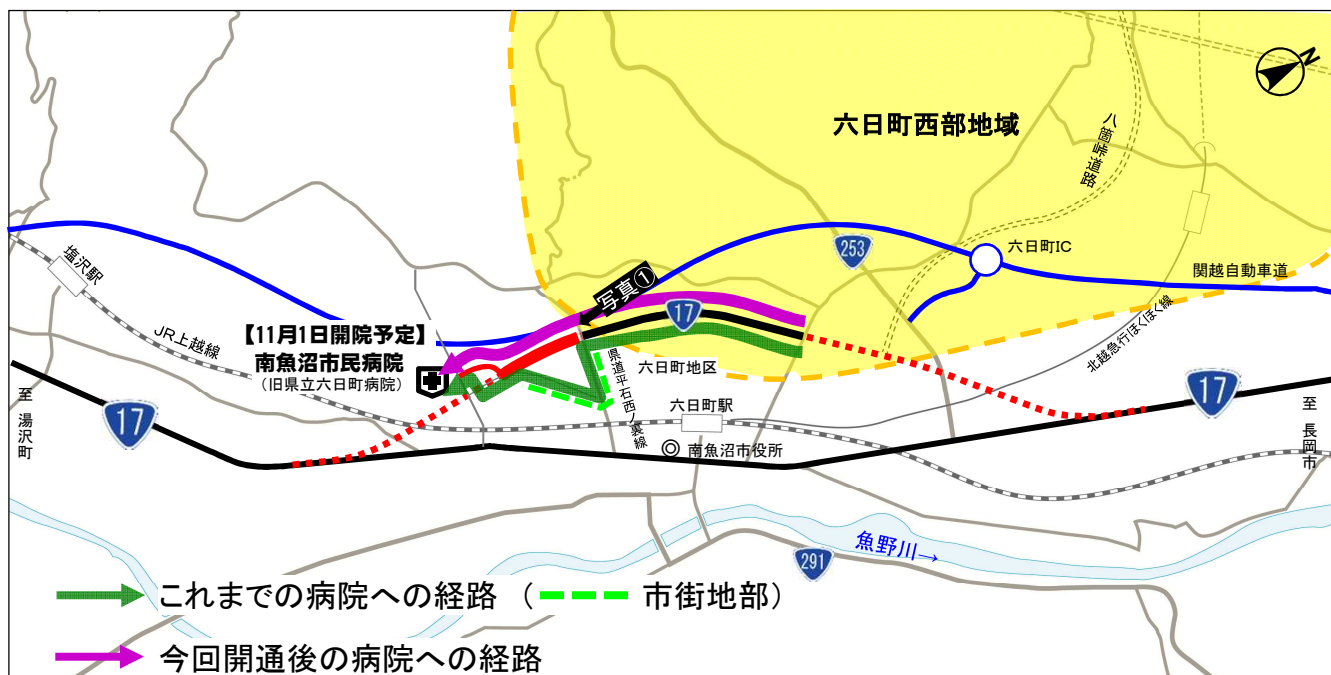 N
六日町西部地域
八箇峠道路
253
六日町IC
関越自動車道
塩沢駅
写真①
17
【11月1日開院予定】
南魚沼市民病院
（旧県立六日町病院）
JR上越線
北越急行ほくほく線
六日町地区
県道平石西ノ裏線
至 湯沢町
17
六日町駅
17
至 長岡市
南魚沼市役所
魚野川→
291
これまでの病院への経路 （ 市街地部）
今回開通後の病院への経路